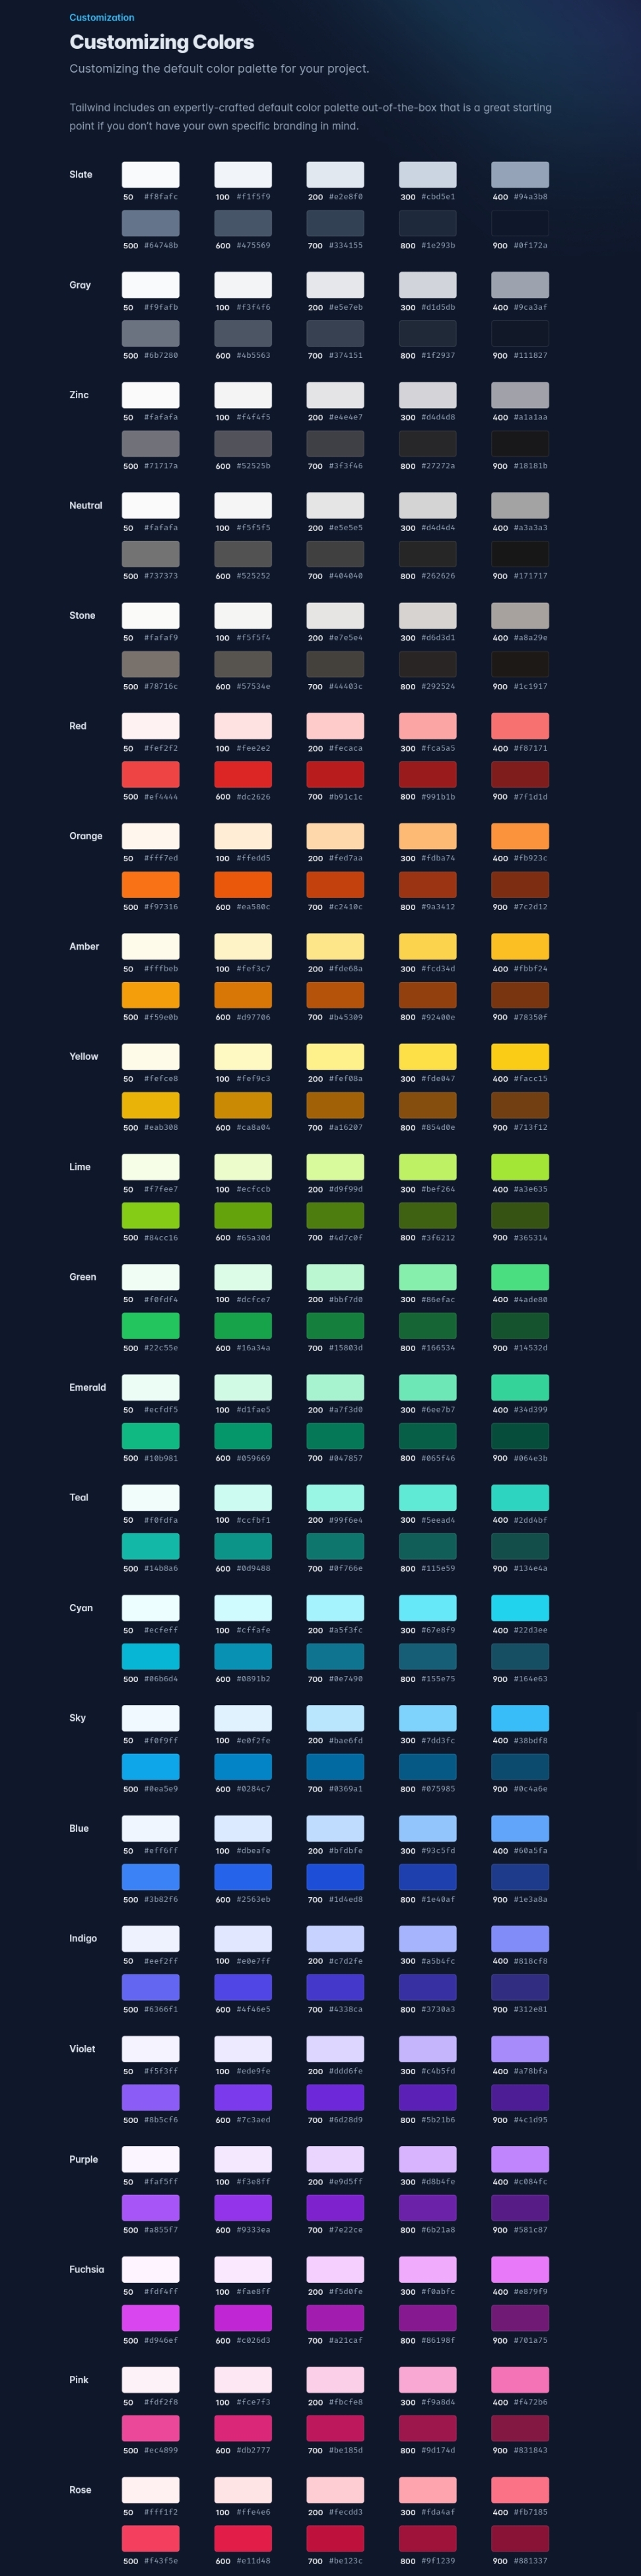 Customization
Customizing Colors
Customizing the default color palette for your project.
Tailwind includes an expertly-crafted default color palette out-of-the-box that is a great starting
point if you don't have your own specific branding in mind.
Slate
50 #f8fafc 100 #f1f5f9 200 #e2e8f0 300 #cbd5e1 400 #94a3b8
500 #64748b 600 #475569 700 #334155 800 #1e293b 900 #0f172a
Gray
50 #f9fafb 100 #f3f4f6 200 #e5e7eb 300 #d1d5db 400 #9ca3af
500 #6b7280 600 #4b5563 700 #374151 800 #1f2937 900 #111827
Zinc
50 #fafafa 100 #f4f4f5 200 #e4e4e7 300 #d4d4d8 400 #a1a1aa
500 #71717a 600 #52525b 700 #3f3f46 800 #27272a 900 #18181b
Neutral
50 #fafafa 100 #f5f5f5 200 #e5e5e5 300 #d4d4d4 400 #a3a3a3
500 #737373 600 #525252 700 #404040 800 #262626 900 #171717
Stone
50 #fafaf9 100 #f5f5f4 200 #e7e5e4 300 #d6d3d1 400 #a8a29e
500 #78716c 600 #57534e 700 #44403c 800 #292524 900 #1c1917
Red
50 #fef2f2 100 #fee2e2 200 #fecaca 300 #fca5a5 400 #f87171
500 #ef4444 600 #dc2626 700 #b91c1c 800 #991b1b 900 #7f1d1d
Orange
50 #fff7ed 100 #ffedd5 200 #fed7aa 300 #fdba74 400 #fb923c
500 #f97316 600 #ea580c 700 #c2410c 800 #9a3412 900 #7c2d12
Amber
50 #fffbeb 100 #fef3c7 200 #fde68a 300 #fcd34d 400 #fbbf24
500 #f59e0b 600 #d97706 700 #b45309 800 #92400e 900 #78350f
Yellow
50 #fefce8 100 #fef9c3 200 #fef08a 300 #fde047 400 #facc15
500 #eab308 600 #ca8a04 700 #a16207 800 #854d0e 900 #713f12
Lime
50 #f7fee7 100 #ecfccb 200 #d9f99d 300 #bef264 400 #a3e635
500 #84cc16 600 #65a30d 700 #4d7c0f 800 #3f6212 900 #365314
Green
50 #f0fdf4 100 #dcfce7 200 #bbf7d0 300 #86efac 400 #4ade80
500 #22c55e 600 #16a34a 700 #15803d 800 #166534 900 #14532d
Emerald
50 #ecfdf5 100 #d1fae5 200 #a7f3d0 300 #6ee7b7 400 #34d399
500 #10b981 600 #059669 700 #047857 800 #065f46 900 #064e3b
Teal
50 #f0fdfa 100 #ccfbf1 200 #99f6e4 300 #5eead4 400 #2dd4bf
500 #14b8a6 600 #0d9488 700 #0f766e 800 #115e59 900 #134e4a
Cyan
50 #ecfeff 100 #cffafe 200 #a5f3fc 300 #67e8f9 400 #22d3ee
500 #06b6d4 600 #0891b2 700 #0e7490 800 #155e75 900 #164e63
Sky
50 #f0f9ff 100 #e0f2fe 200 #bae6fd 300 #7dd3fc 400 #38bdf8
500 #0ea5e9 600 #0284c7 700 #0369a1 800 #075985 900 #0c4a6e
Blue
50 #eff6ff 100 #dbeafe 200 #bfdbfe 300 #93c5fd 400 #60a5fa
500 #3b82f6 600 #2563eb 700 #1d4ed8 800 #1e40af 900 #1e3a8a
Indigo
50 #eef2ff 100 #e0e7ff 200 #c7d2fe 300 #a5b4fc 400 #818cf8
500 #6366f1 600 #4f46e5 700 #4338ca 800 #3730a3 900 #312e81
Violet
50 #f5f3ff 100 #ede9fe 200 #ddd6fe 300 #c4b5fd 400 #a78bfa
500 #8b5cf6 600 #7c3aed 700 #6d28d9 800 #5b21b6 900 #4c1d95
Purple
50 #faf5ff 100 #f3e8ff 200 #e9d5ff 300 #d8b4fe 400 #c084fc
500 #a855f7 600 #9333ea 700 #7e22ce 800 #6b21a8 900 #581c87
Fuchsia
50 #fdf4ff 100 #fae8ff 200 #f5d0fe 300 #f0abfc 400 #e879f9
500 #d946ef 600 #c026d3 700 #a21caf 800 #86198f 900 #701a75
Pink
50 #fdf2f8 100 #fce7f3 200 #fbcfe8 300 #f9a8d4 400 #f472b6
500 #ec4899 600 #db2777 700 #be185d 800 #9d174d 900 #831843
Rose
50 #fff1f2 100 #ffe4e6 200 #fecdd3 300 #fda4af 400 #fb7185
500 #f43f5e 600 #e11d48 700 #be123c 800 #9f1239 900 #881337